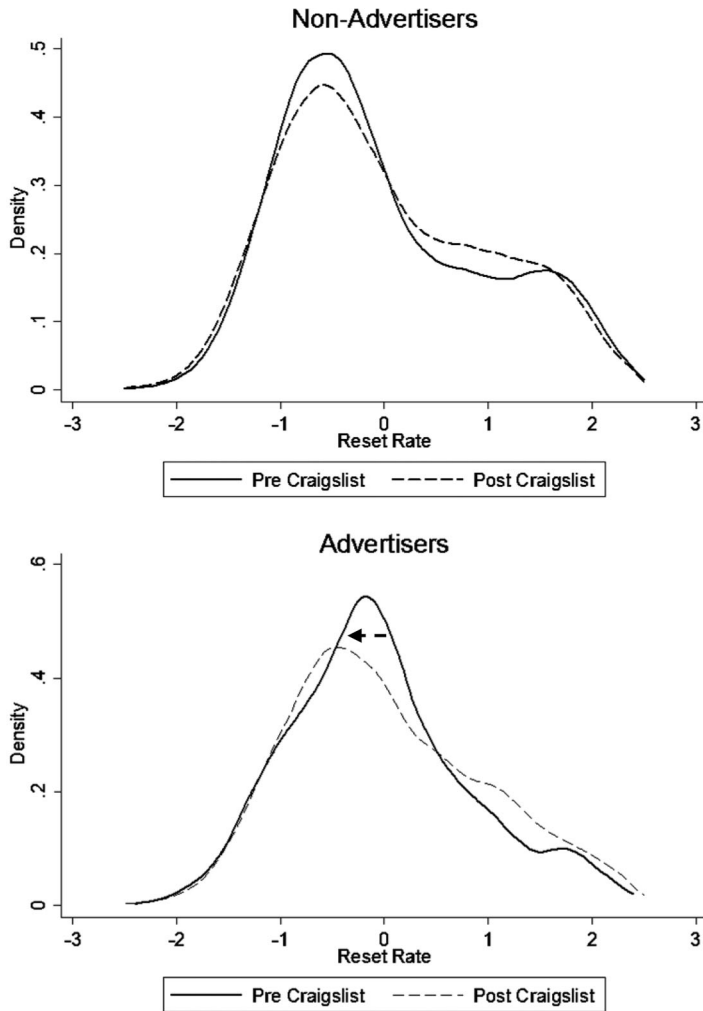 Non-Advertisers
.5
.4
.3
.2
.1
0
Density
-3 -2 -1 0 1 2 3
Reset Rate
Pre Craigslist Post Craigslist
Advertisers
.6
.4
.2
0
Density
-3 -2 -1 0 1 2 3
Reset Rate
Pre Craigslist Post Craigslist